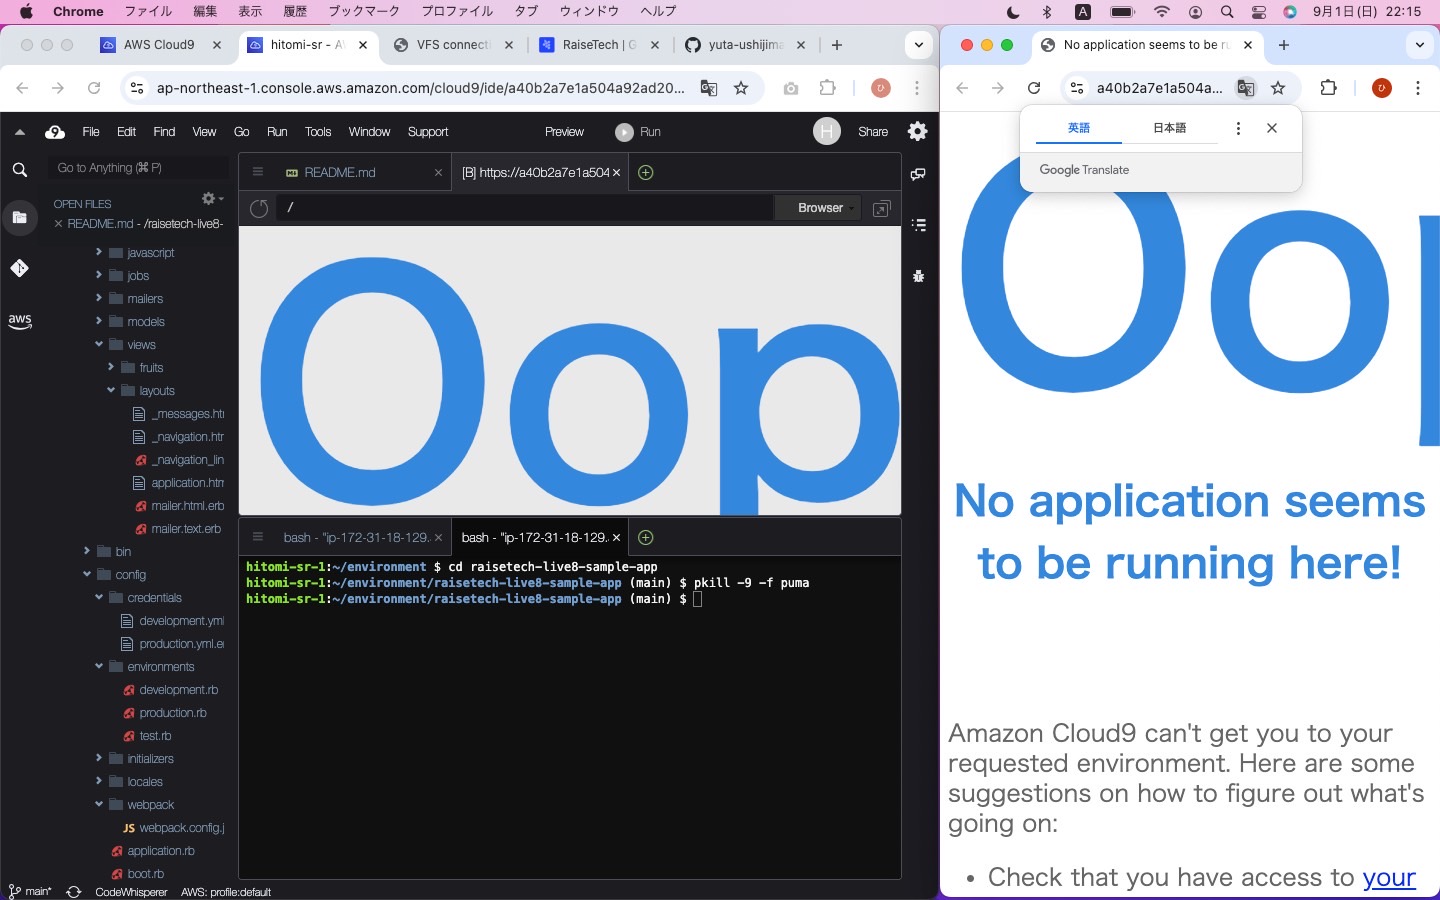 Chrome ファイル 編集 表示 履歴 ブックマーク プロファイル タブ ウィンドウ ヘルプ A 9月1日(日) 22:15
AWS Cloud9
hitomi-sr - AW
VFS connecti
RaiseTech | G
yuta-ushijima
ap-northeast-1.console.aws.amazon.com/cloud9/ide/a40b2a7e1a504a92ad20...
ひ
9 File Edit Find View Go Run Tools Window Support Preview Run H Share
Go to Anything (⌘ P)
OPEN FILES
README.md - /raisetech-live8-
javascript
jobs
mailers
models
views
fruits
layouts
_messages.htr
_navigation.htr
_navigation_lin
application.htm
mailer.html.erb
mailer.text.erb
bin
config
credentials
development.yml
production.yml.e
environments
development.rb
production.rb
test.rb
initializers
locales
webpack
JS webpack.config.j
application.rb
boot.rb
aws
README.md
[B] https://a40b2a7e1a504
/
Browser
Oop
bash - "ip-172-31-18-129.
bash - "ip-172-31-18-129.
hitomi-sr-1:~/environment $ cd raisetech-live8-sample-app
hitomi-sr-1:~/environment/raisetech-live8-sample-app (main) $ pkill -9 -f puma
hitomi-sr-1:~/environment/raisetech-live8-sample-app (main) $
main* CodeWhisperer AWS: profile:default
No application seems to be ru
a40b2a7e1a504a...
ひ
英語 日本語
Google Translate
Oop
No application seems
to be running here!
Amazon Cloud9 can't get you to your
requested environment. Here are some
suggestions on how to figure out what's
going on:
• Check that you have access to your